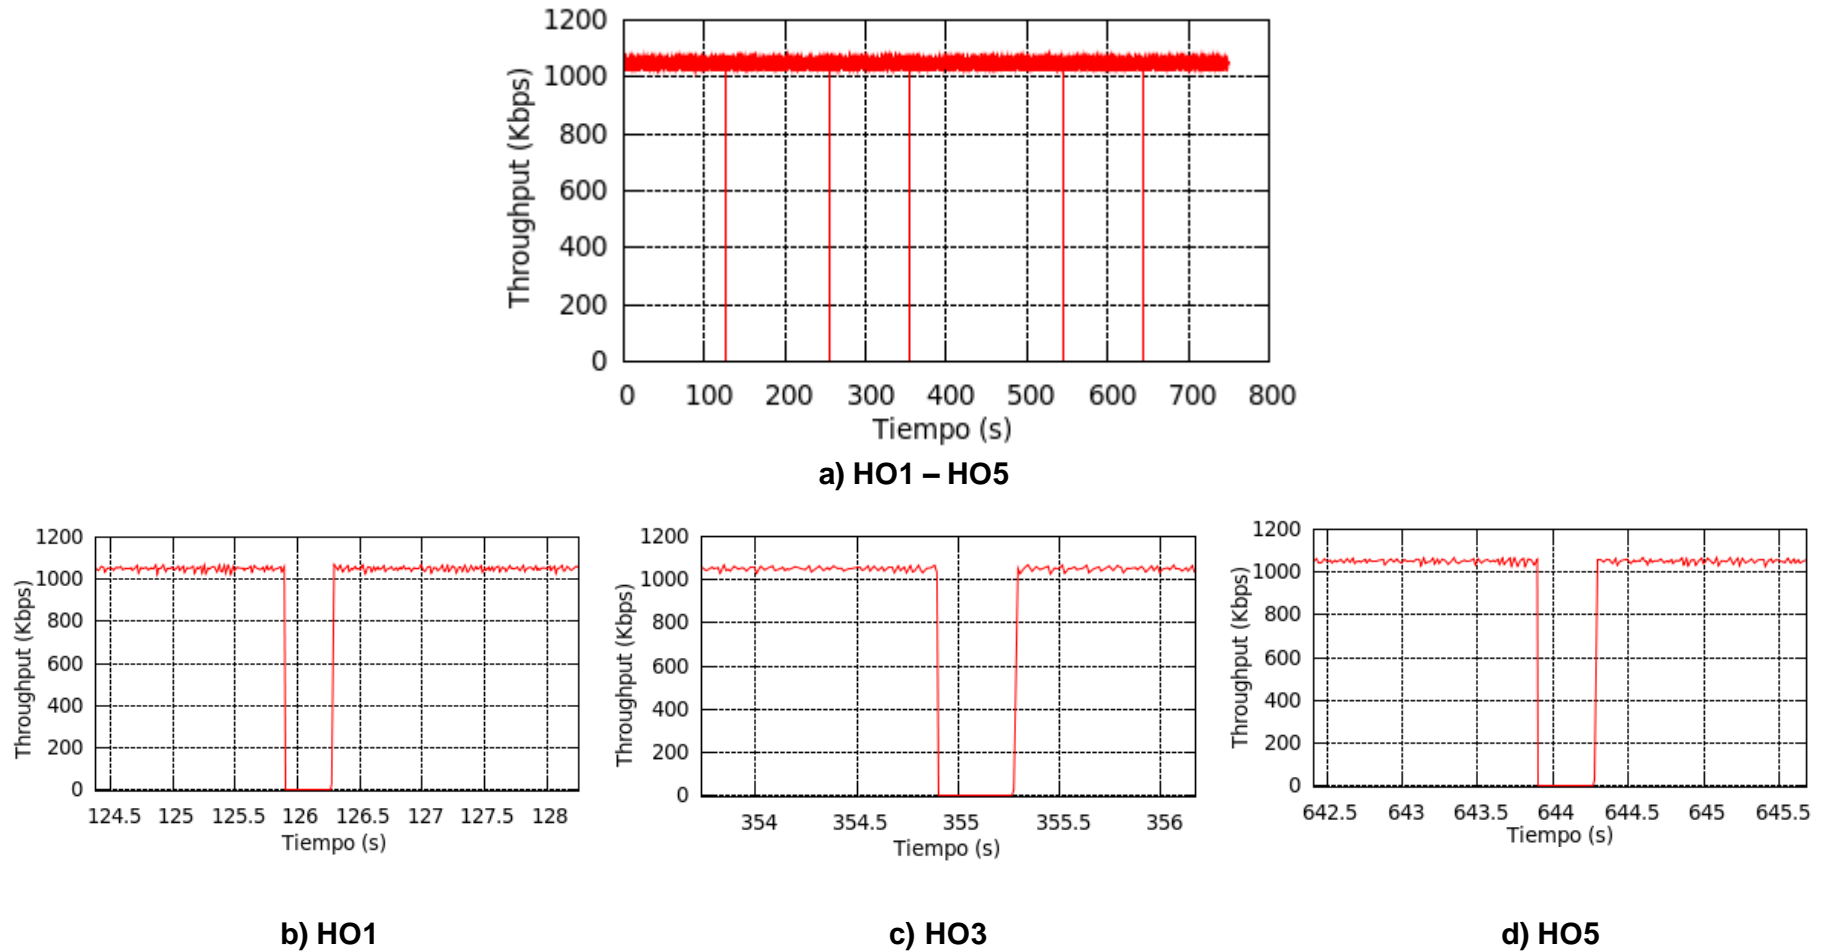 1200
1000
800
600
400
200
0
Throughput (Kbps)
0 100 200 300 400 500 600 700 800
Tiempo (s)
a) HO1 – HO5
1200
1000
800
600
400
200
0
Throughput (Kbps)
124.5 125 125.5 126 126.5 127 127.5 128
Tiempo (s)
b) HO1
1200
1000
800
600
400
200
0
Throughput (Kbps)
354 354.5 355 355.5 356
Tiempo (s)
c) HO3
1200
1000
800
600
400
200
0
Throughput (Kbps)
642.5 643 643.5 644 644.5 645 645.5
Tiempo (s)
d) HO5